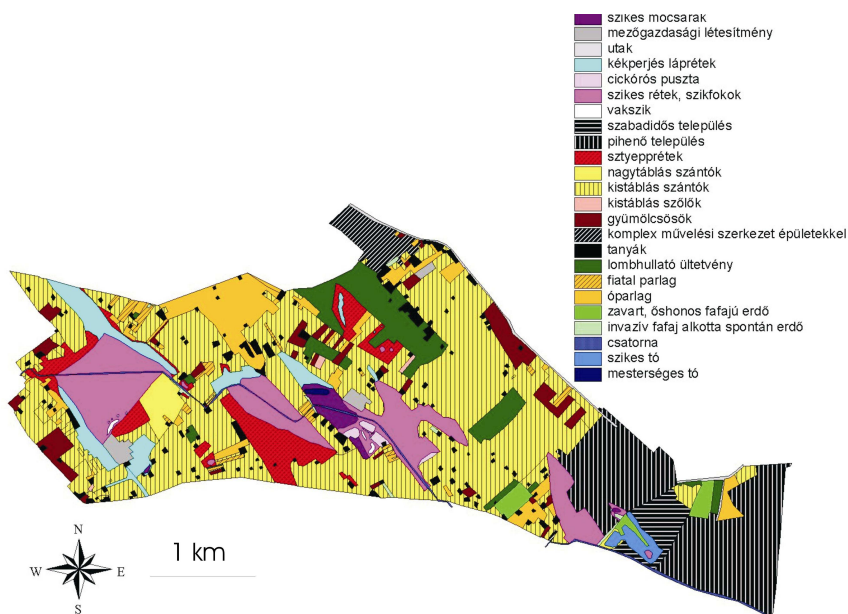 szikes mocsarak
mezőgazdasági létesítmény
utak
kékperjés láprétek
cickórós puszta
szikes rétek, szikfokok
vakszik
szabadidős település
pihenő település
sztyepprétek
nagytáblás szántók
kistáblás szántók
kistáblás szőlők
gyümölcsösök
komplex művelési szerkezet épületekkel
tanyák
lombhullató ültetvény
fiatal parlag
óparlag
zavart, őshonos fafajú erdő
invazív fafaj alkotta spontán erdő
csatorna
szikes tó
mesterséges tó
N
W E
S
1 km